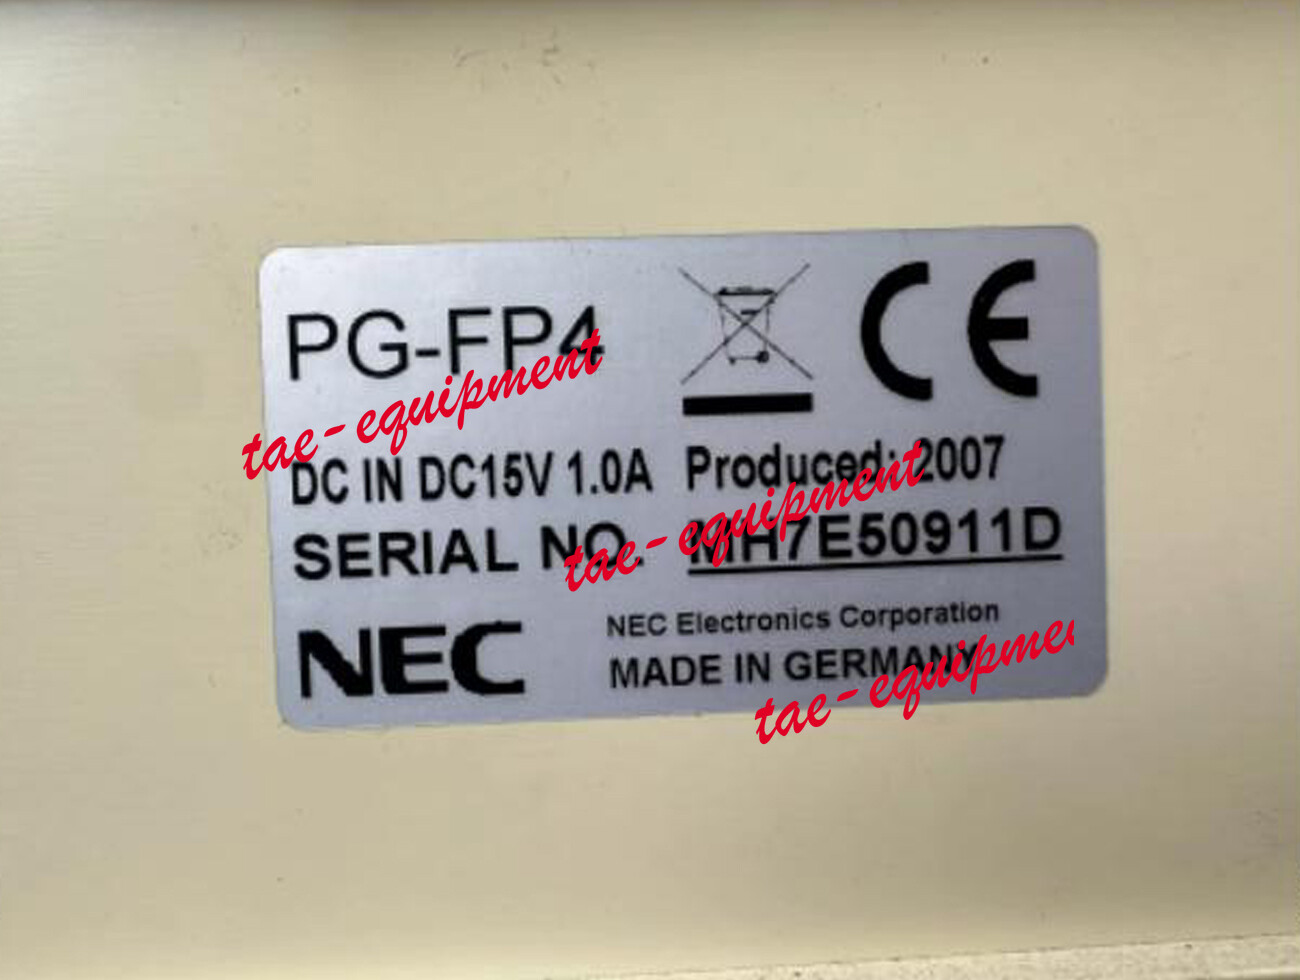 PG-FP4
CE
tae-equipment
DC IN DC15V 1.0A Produced: 2007
SERIAL NO. MH7E50911D
tae-equipment
NEC
NEC Electronics Corporation
MADE IN GERMANY
tae-equipme